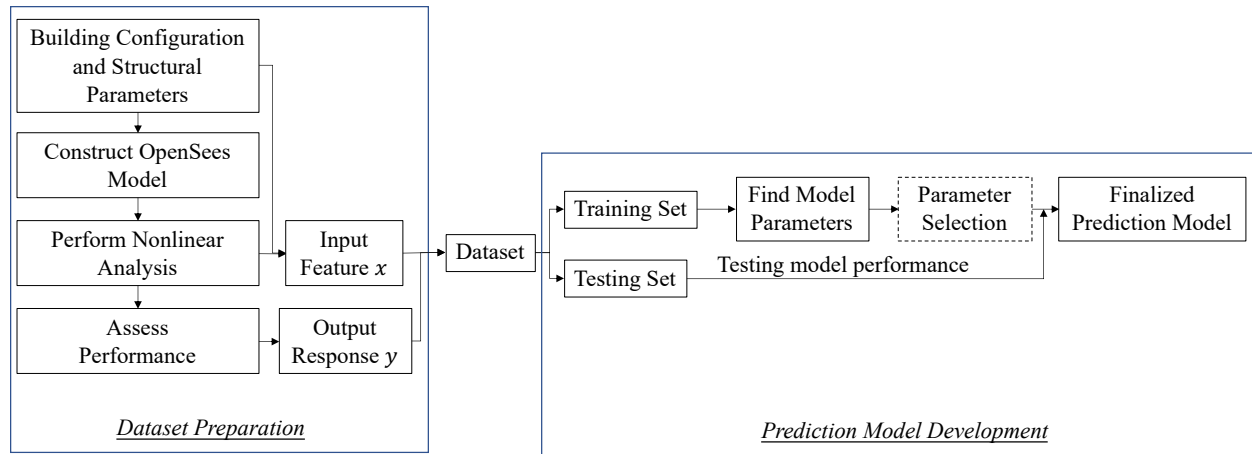 Building Configuration
and Structural
Parameters
Construct OpenSees
Model
Perform Nonlinear
Analysis
Input
Feature x
Assess
Performance
Output
Response y
Dataset Preparation
Dataset
Training Set
Find Model
Parameters
Parameter
Selection
Finalized
Prediction Model
Testing Set
Testing model performance
Prediction Model Development